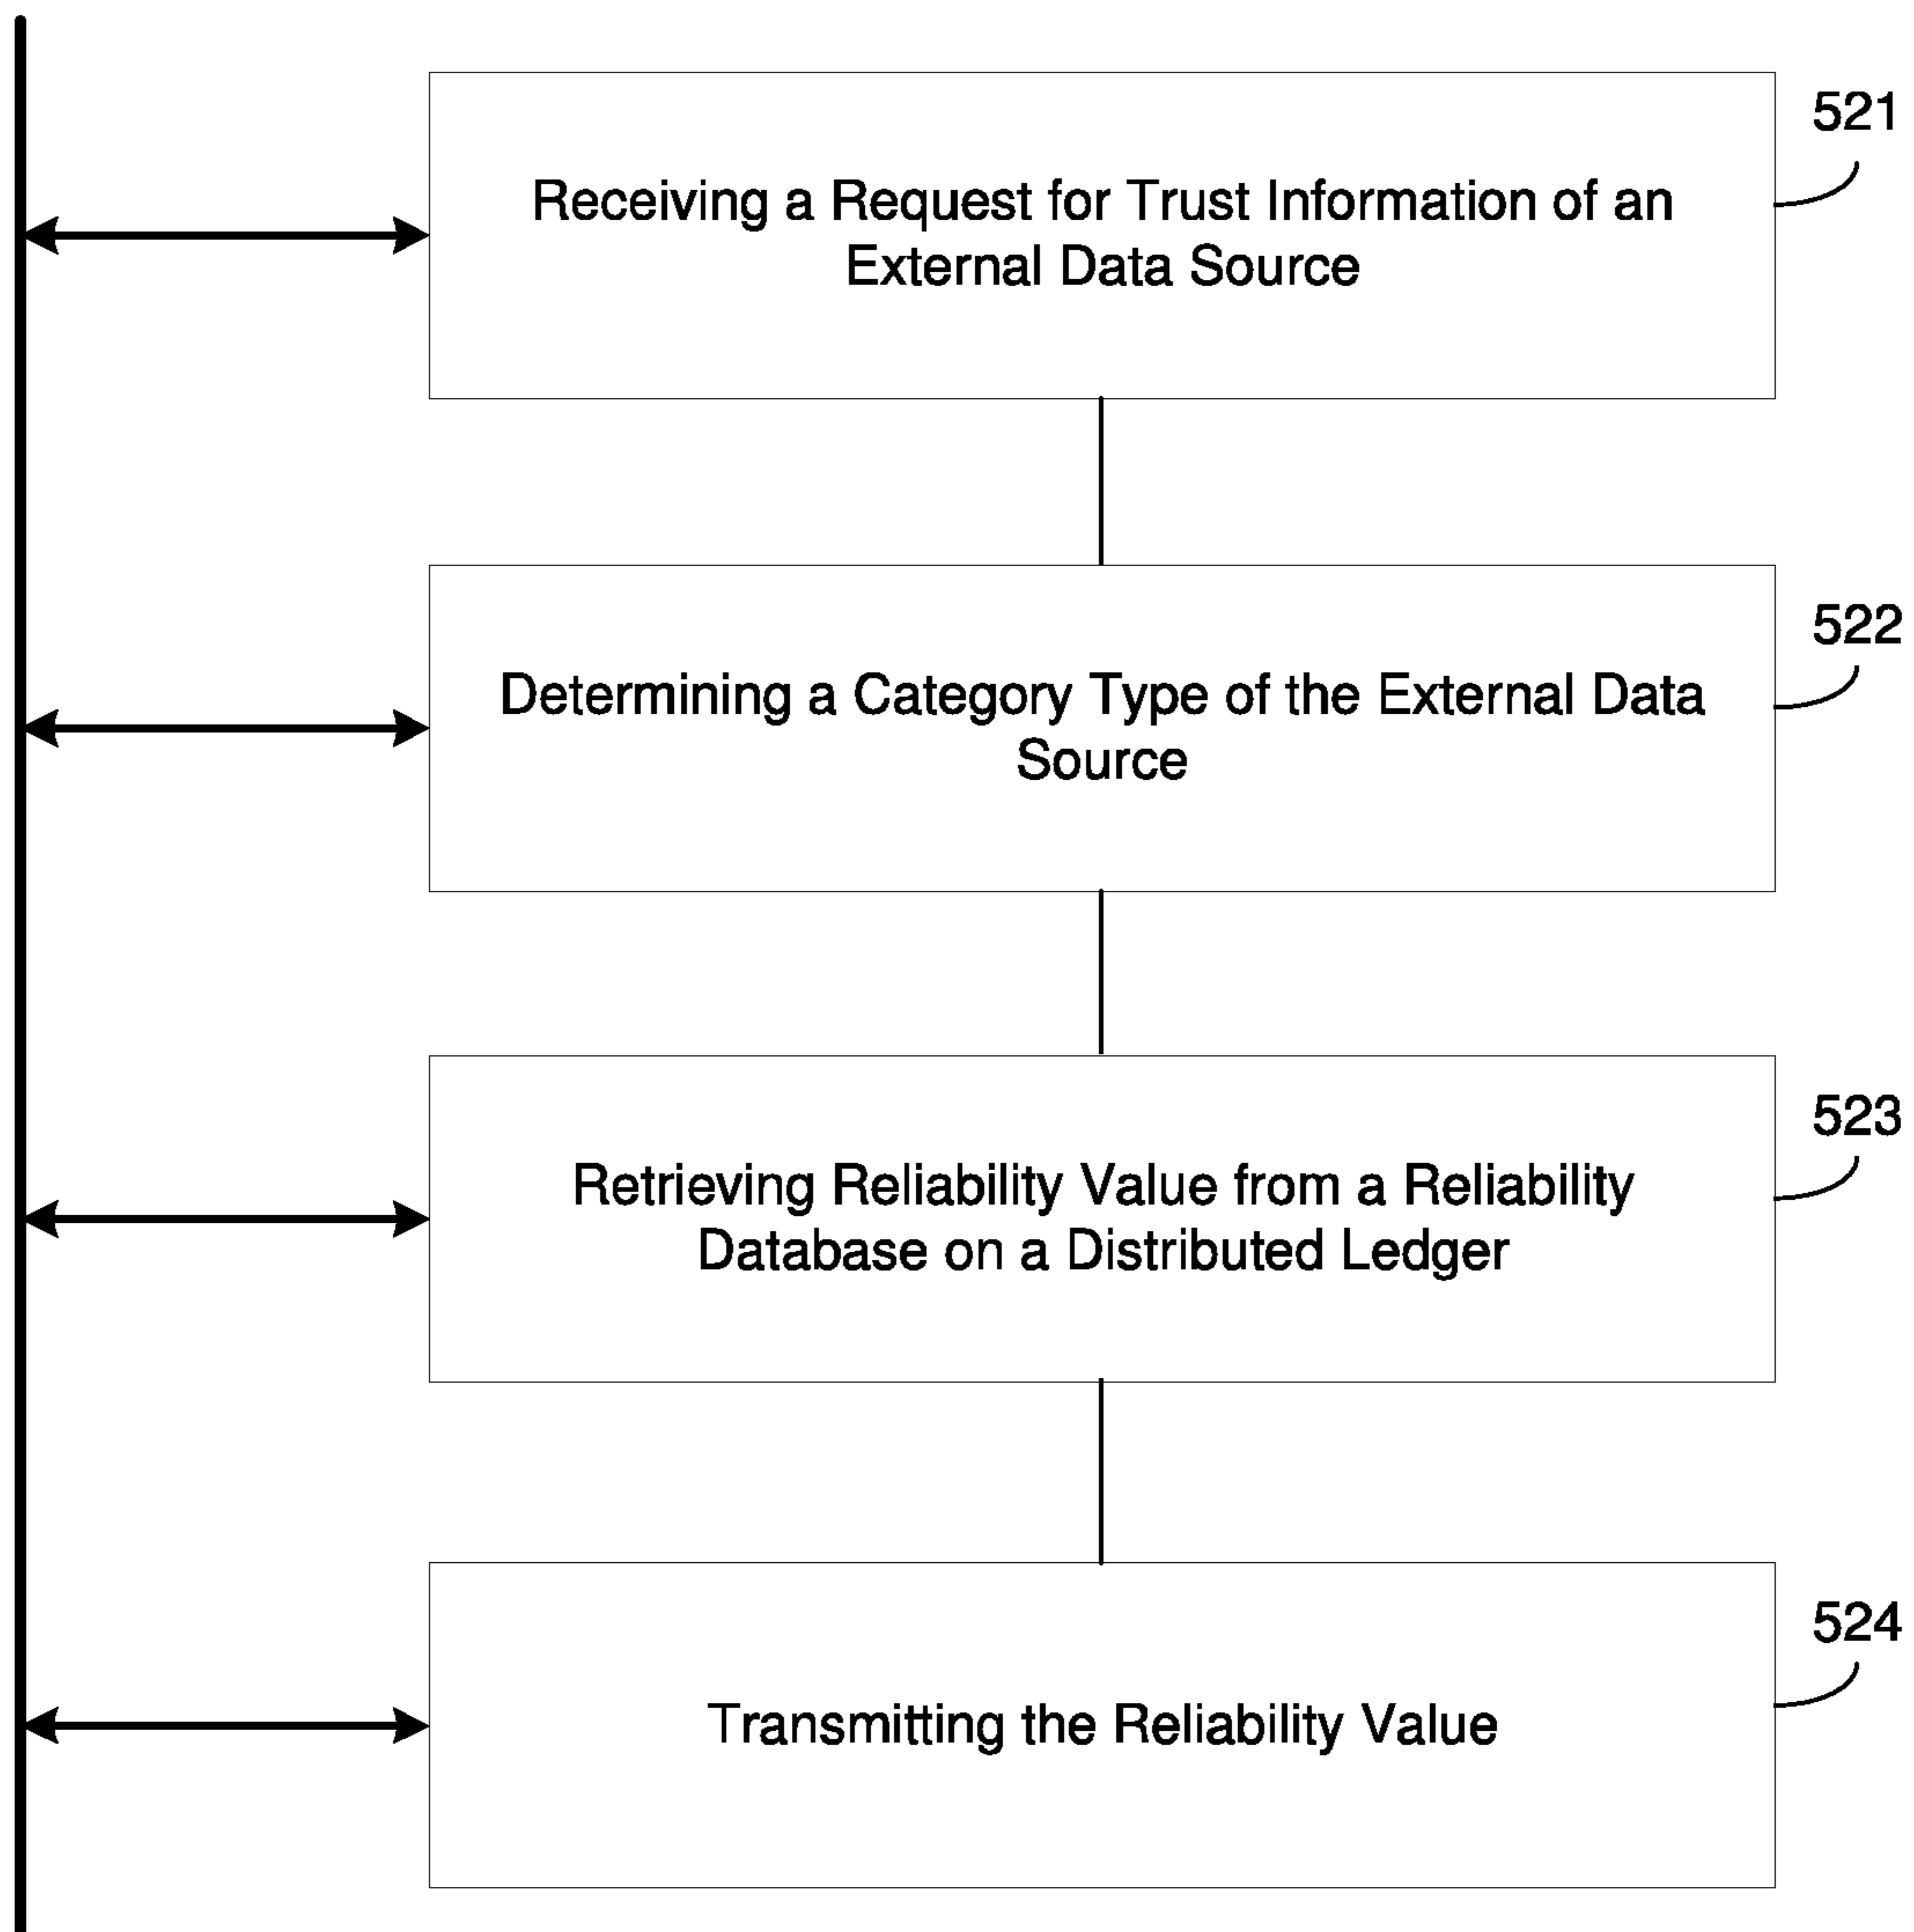 521
Receiving a Request for Trust Information of an
External Data Source
522
Determining a Category Type of the External Data
Source
523
Retrieving Reliability Value from a Reliability
Database on a Distributed Ledger
524
Transmitting the Reliability Value